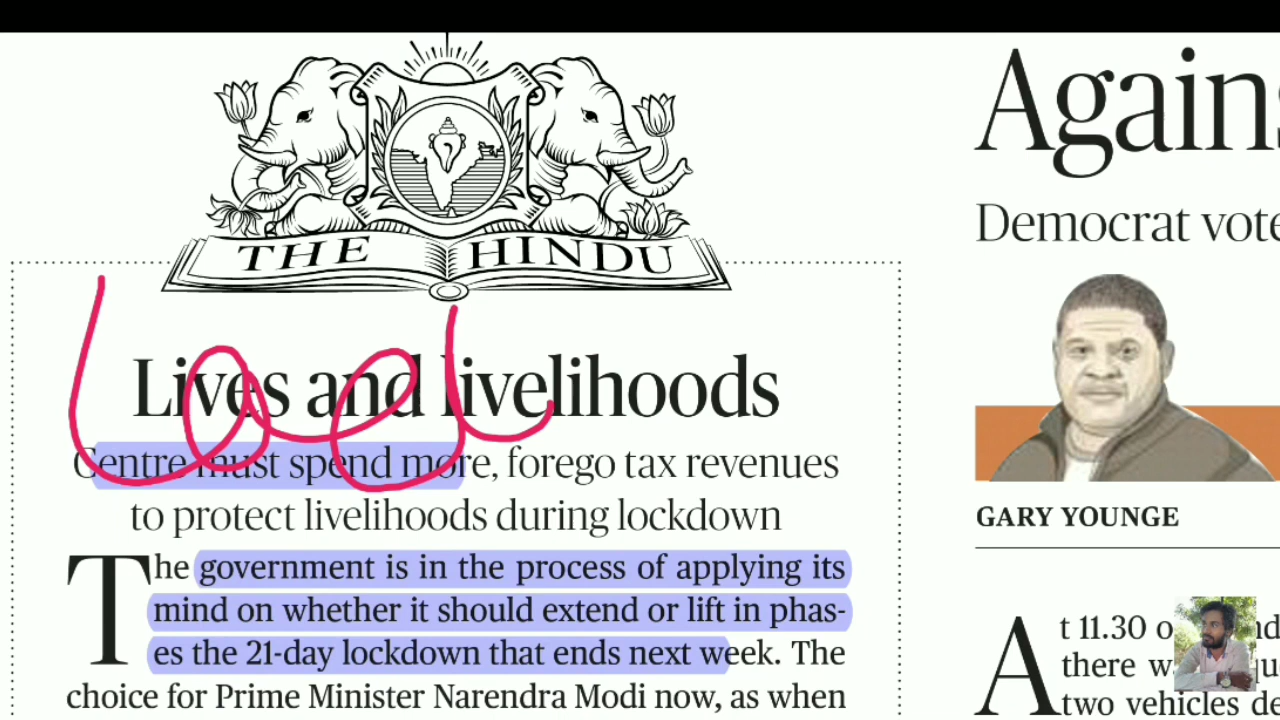 THE HINDU
Lives and livelihoods
Centre must spend more, forego tax revenues
to protect livelihoods during lockdown
The government is in the process of applying its
mind on whether it should extend or lift in phas-
es the 21-day lockdown that ends next week. The
choice for Prime Minister Narendra Modi now, as when
Agains
Democrat vote
GARY YOUNGE
At 11.30 o
there
two vehicles de